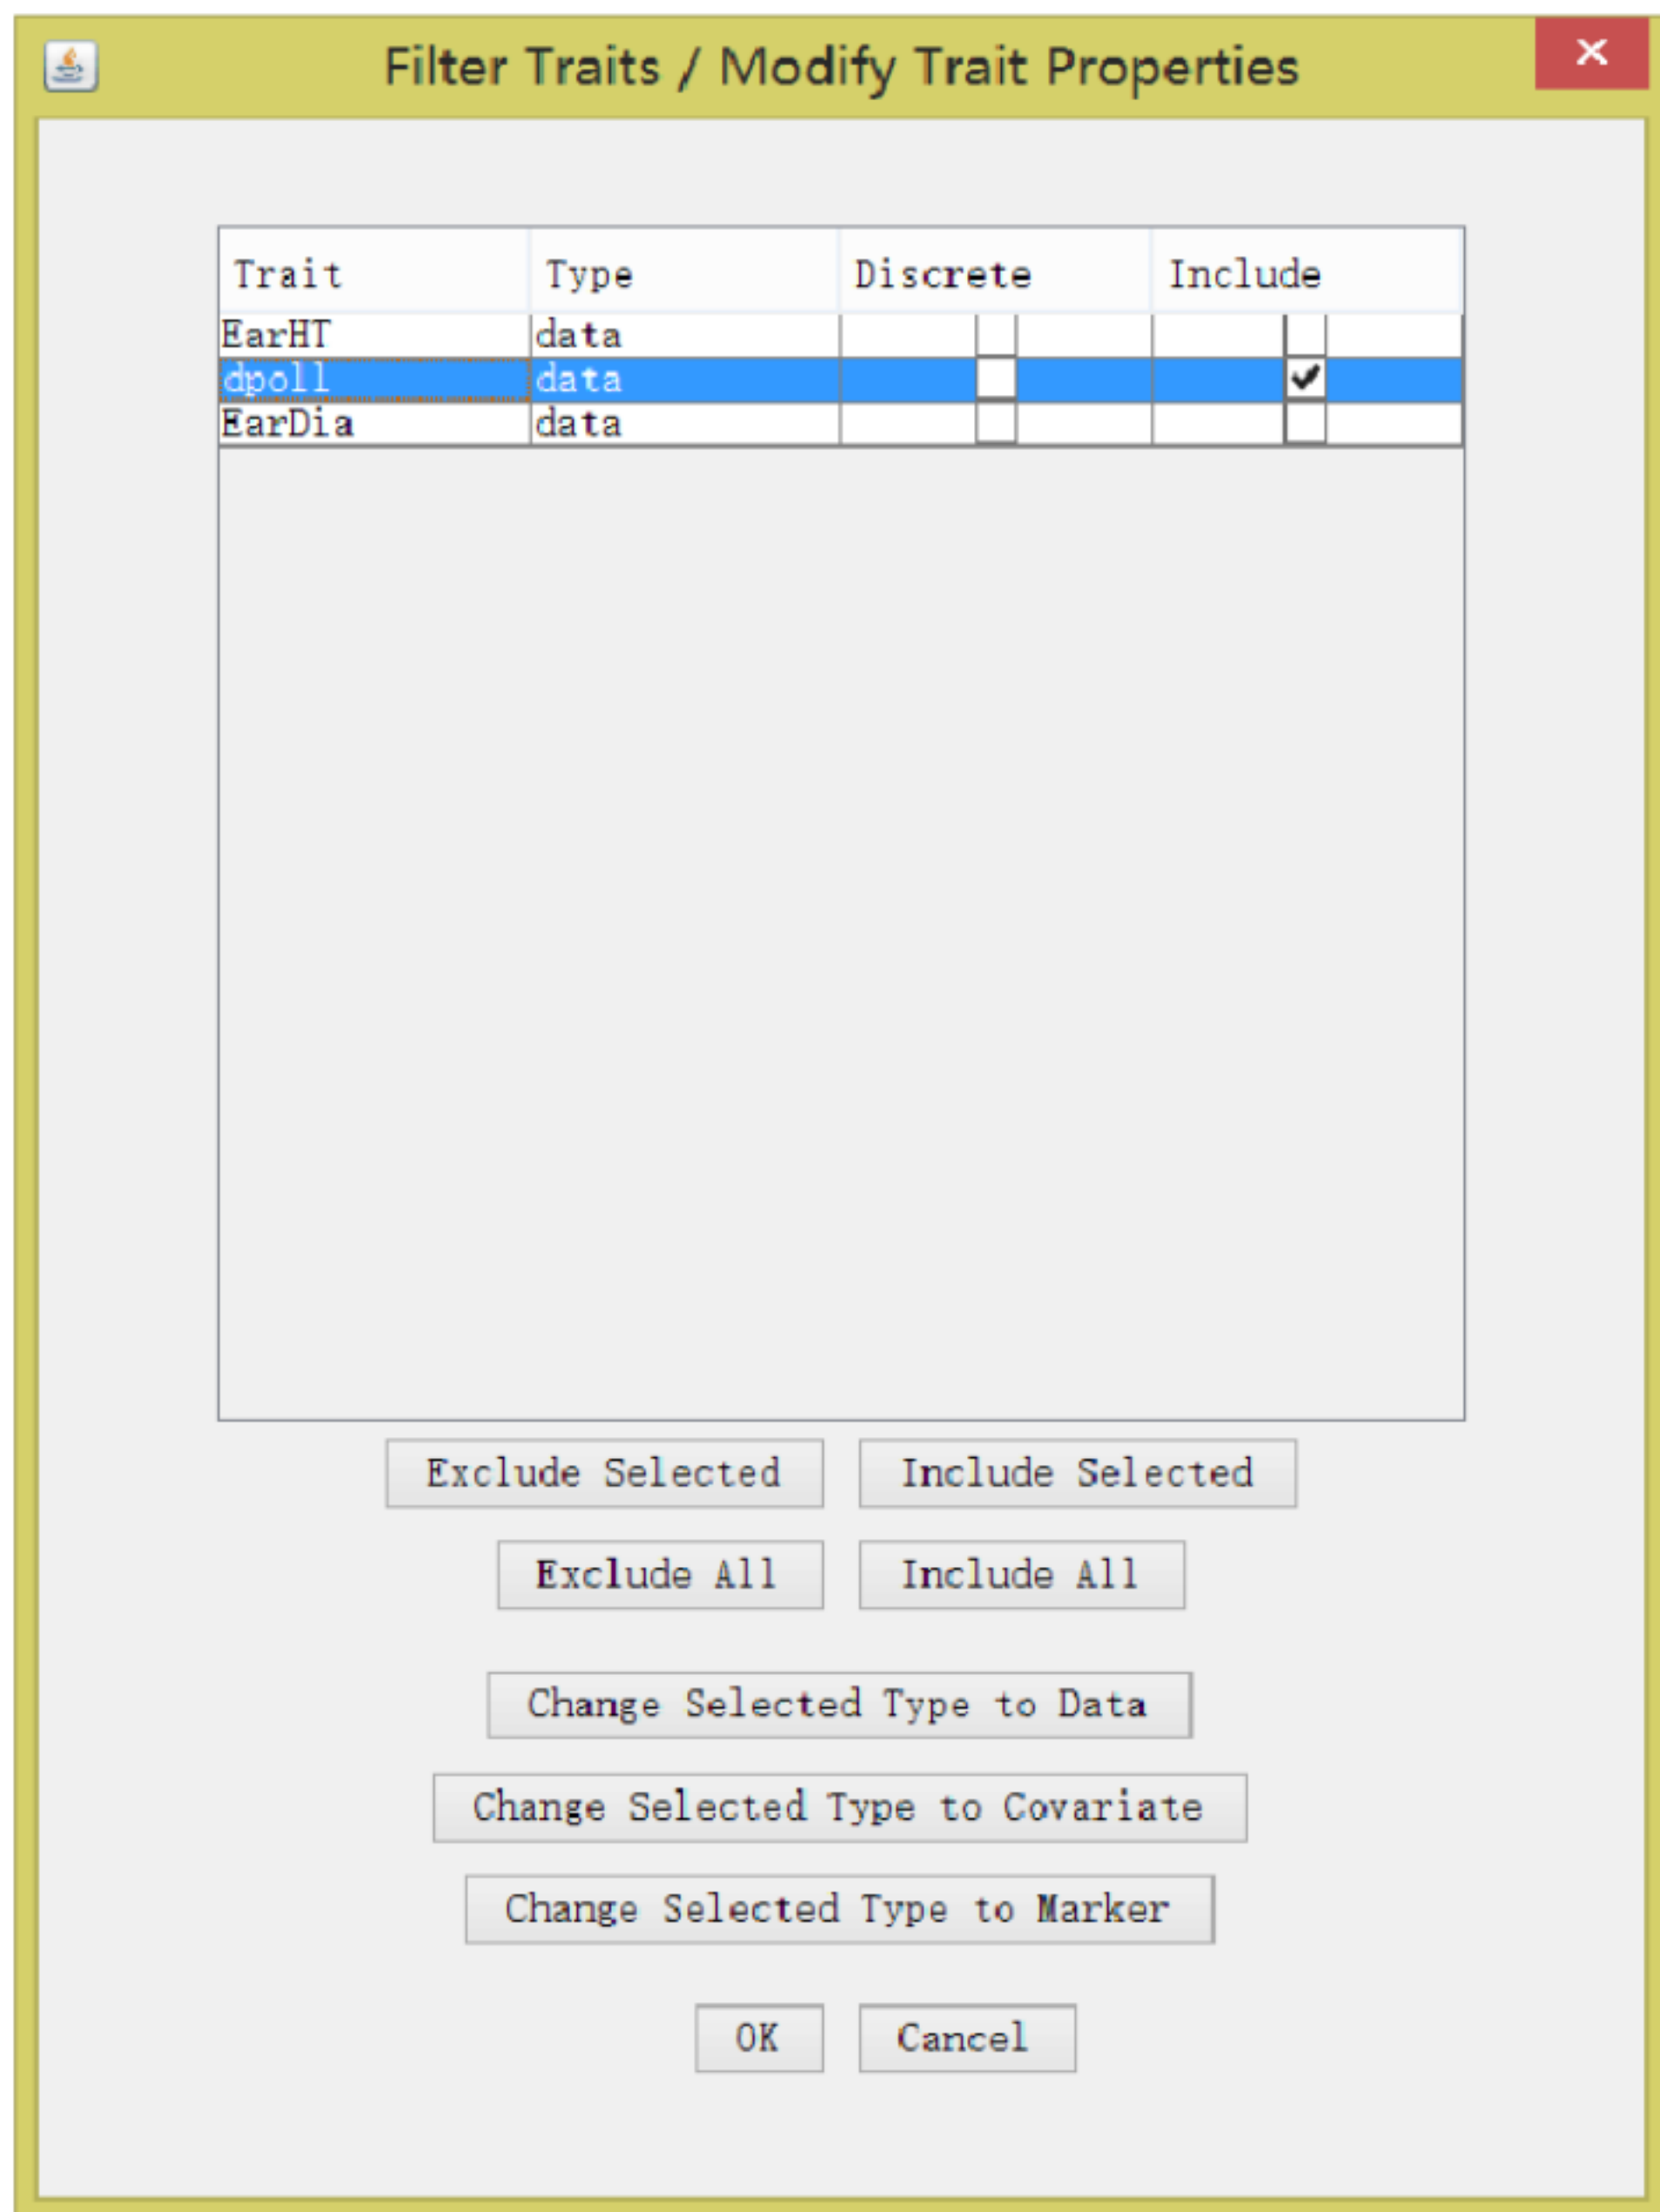 Filter Traits / Modify Trait Properties
Trait Type Discrete Include
EarHT data
dpoll data
EarDia data
Exclude Selected Include Selected
Exclude All Include All
Change Selected Type to Data
Change Selected Type to Covariate
Change Selected Type to Marker
OK Cancel